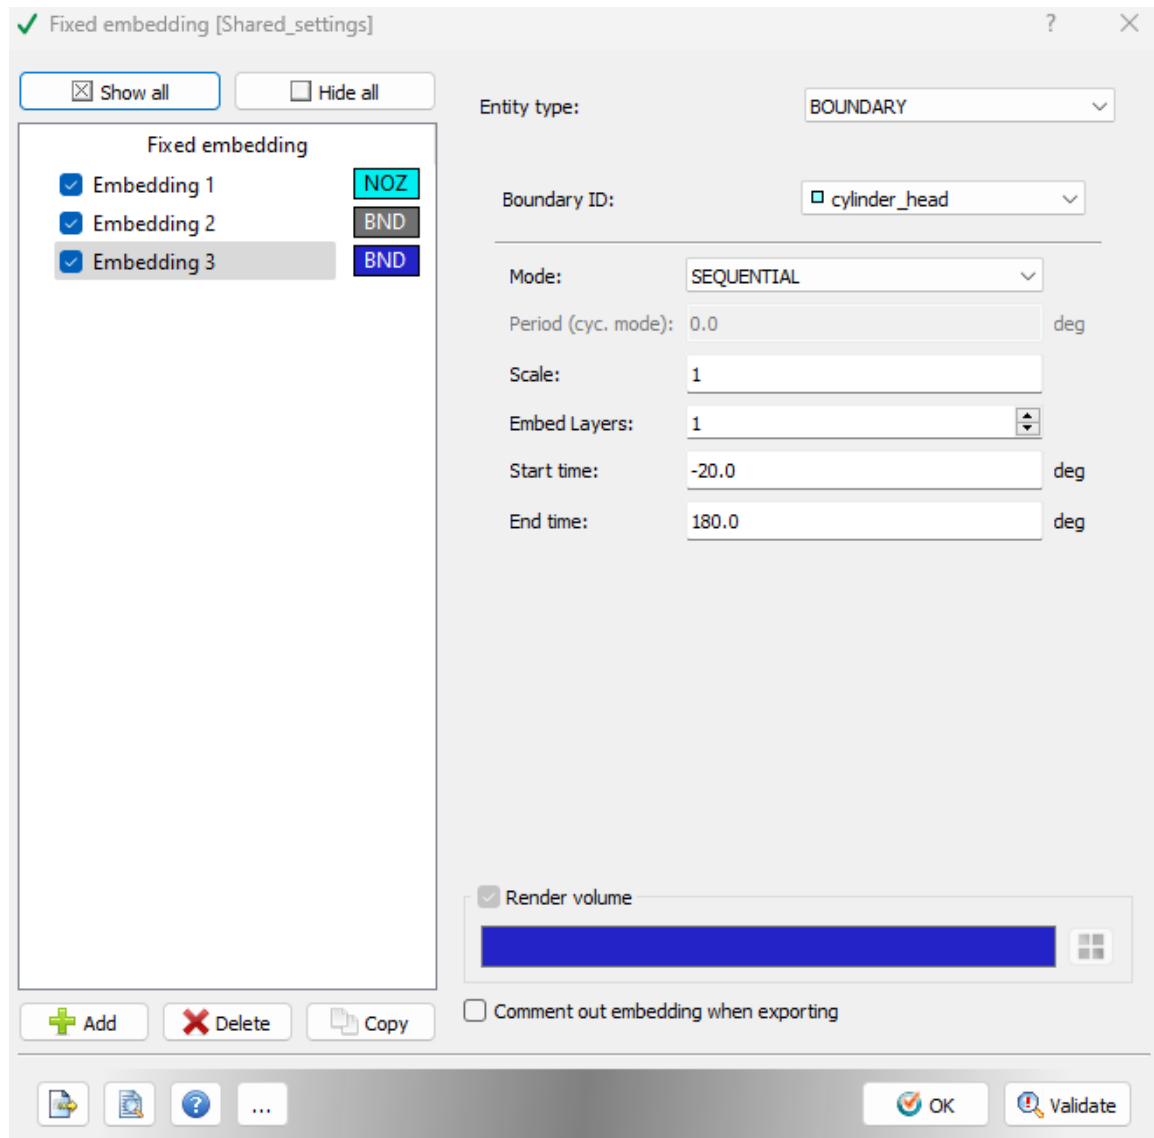 Fixed embedding [Shared_settings] ?
Show all Hide all
Entity type: BOUNDARY
Fixed embedding
Embedding 1 NOZ
Boundary ID: cylinder_head
Embedding 2 BND
Embedding 3 BND
Mode: SEQUENTIAL
Period (cyc. mode): 0.0 deg
Scale: 1
Embed Layers: 1
Start time: -20.0 deg
End time: 180.0 deg
Render volume
Comment out embedding when exporting
Add Delete Copy
? ... OK Validate